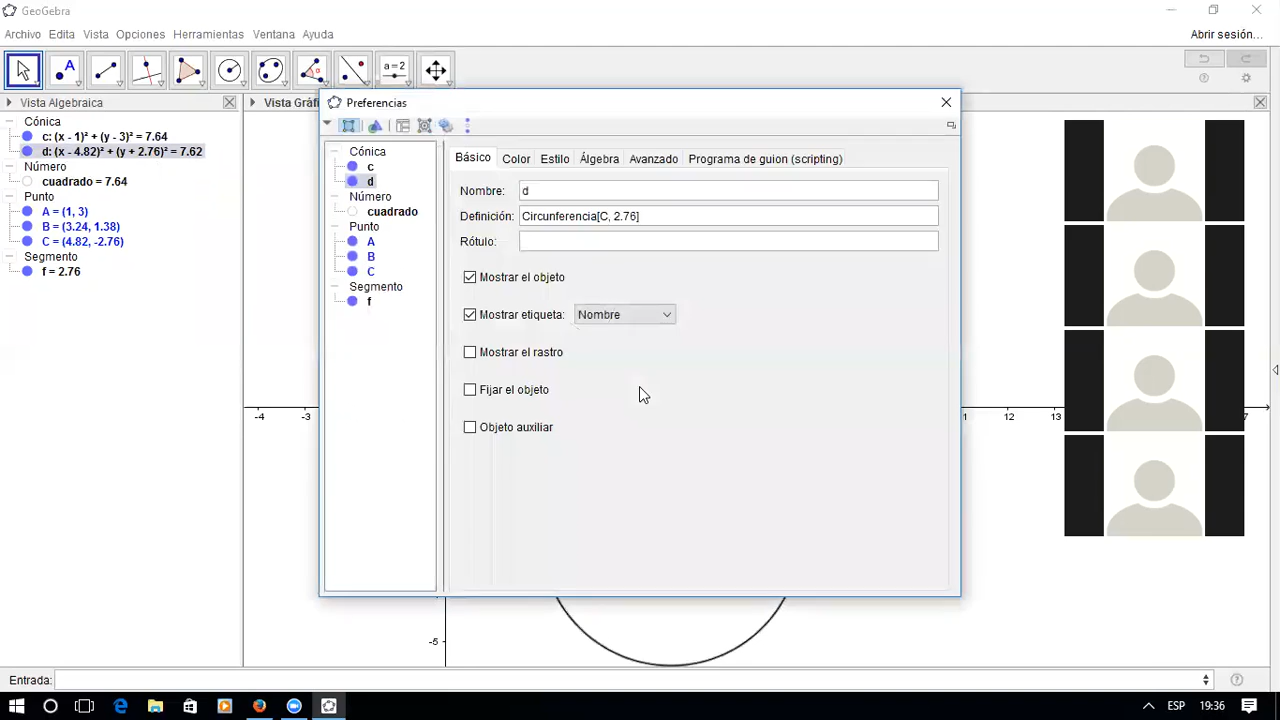 GeoGebra
Archivo Edita Vista Opciones Herramientas Ventana Ayuda
Abrir sesión...
A
a=2
Vista Algebraica
Vista Gráfi
Cónica
c: (x - 1)² + (y - 3)² = 7.64
d: (x - 4.82)² + (y + 2.76)² = 7.62
Número
cuadrado = 7.64
Punto
A = (1, 3)
B = (3.24, 1.38)
C = (4.82, -2.76)
Segmento
f = 2.76
Preferencias
Cónica
c
d
Número
cuadrado
Punto
A
B
C
Segmento
f
Básico Color Estilo Álgebra Avanzado Programa de guion (scripting)
Nombre: d
Definición: Circunferencia[C, 2.76]
Rótulo:
Mostrar el objeto
Mostrar etiqueta: Nombre
Mostrar el rastro
Fijar el objeto
Objeto auxiliar
-4 -3 12 13 17
-5
Entrada:
ESP 19:36